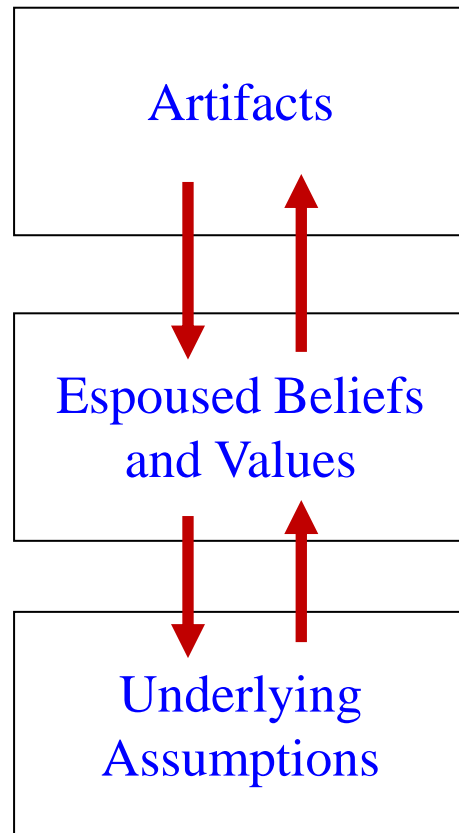 Artifacts
Espoused Beliefs
and Values
Underlying
Assumptions